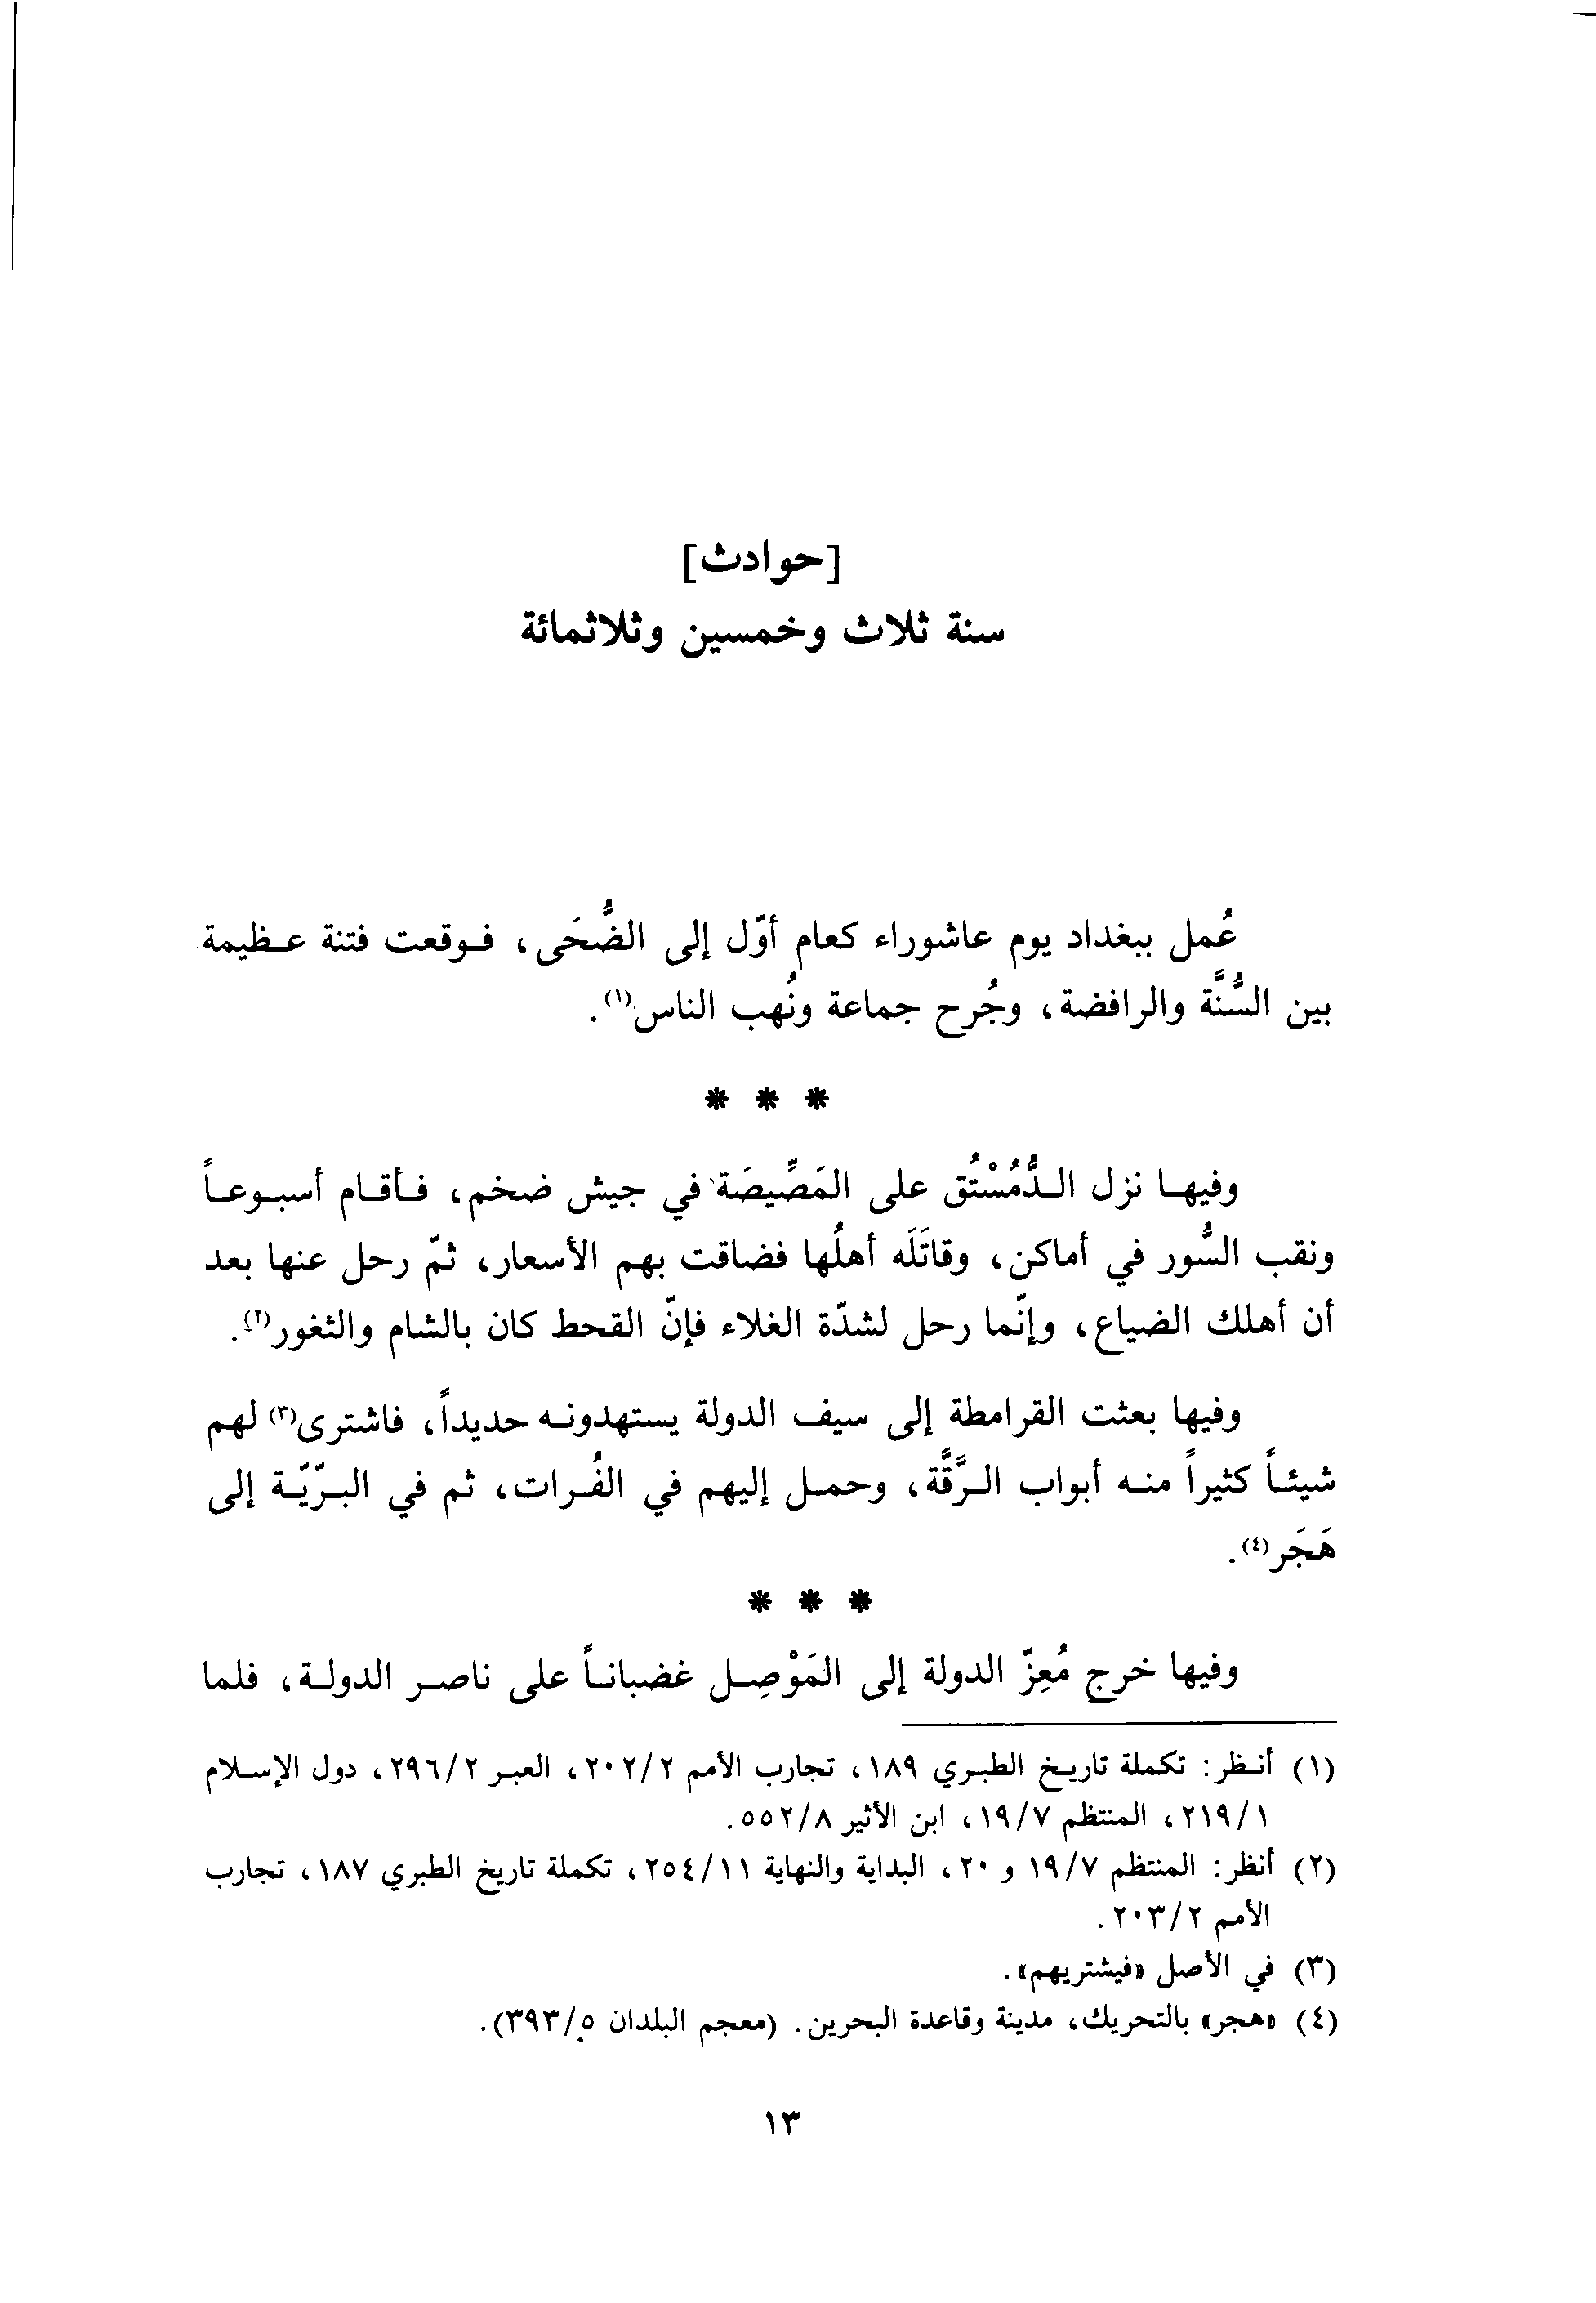 [حوادث]
سنة ثلاث وخمسين وثلاثمائة
عُمل ببغداد يوم عاشوراء كعام أوّل إلى الضُّحَى، فوقعت فتنة عظيمة
بين السُّنَّة والرافضة، وجُرح جماعة ونُهب الناس(١).
* * *
وفيها نزل الدُّمُسْتُق على المَصِّيصَة في جيش ضخم، فأقام أسبوعاً
ونقب السُّور في أماكن، وقاتَلَه أهلُها فضاقت بهم الأسعار، ثمّ رحل عنها بعد
أن أهلك الضياع، وإنّما رحل لشدّة الغلاء فإنّ القحط كان بالشام والثغور(٢).
وفيها بعثت القرامطة إلى سيف الدولة يستهدونه حديداً، فاشترى(٣) لهم
شيئاً كثيراً منه أبواب الرَّقَّة، وحمل إليهم في الفُرات، ثم في البرّيّة إلى
هَجَر(٤).
* * *
وفيها خرج مُعِزّ الدولة إلى المَوْصِل غضباناً على ناصر الدولة، فلما
(١) أنظر: تكملة تاريخ الطبري ١٨٩، تجارب الأمم ٢٠٢/٢، العبر ٢٩٦/٢، دول الإسلام
٢١٩/١، المنتظم ١٩/٧، ابن الأثير ٥٥٢/٨.
(٢) أنظر: المنتظم ١٩/٧ و ٢٠، البداية والنهاية ٢٥٤/١١، تكملة تاريخ الطبري ١٨٧، تجارب
الأمم ٢٠٣/٢.
(٣) في الأصل «فيشتريهم».
(٤) «هجر» بالتحريك، مدينة وقاعدة البحرين. (معجم البلدان ٣٩٣/٥).
١٣